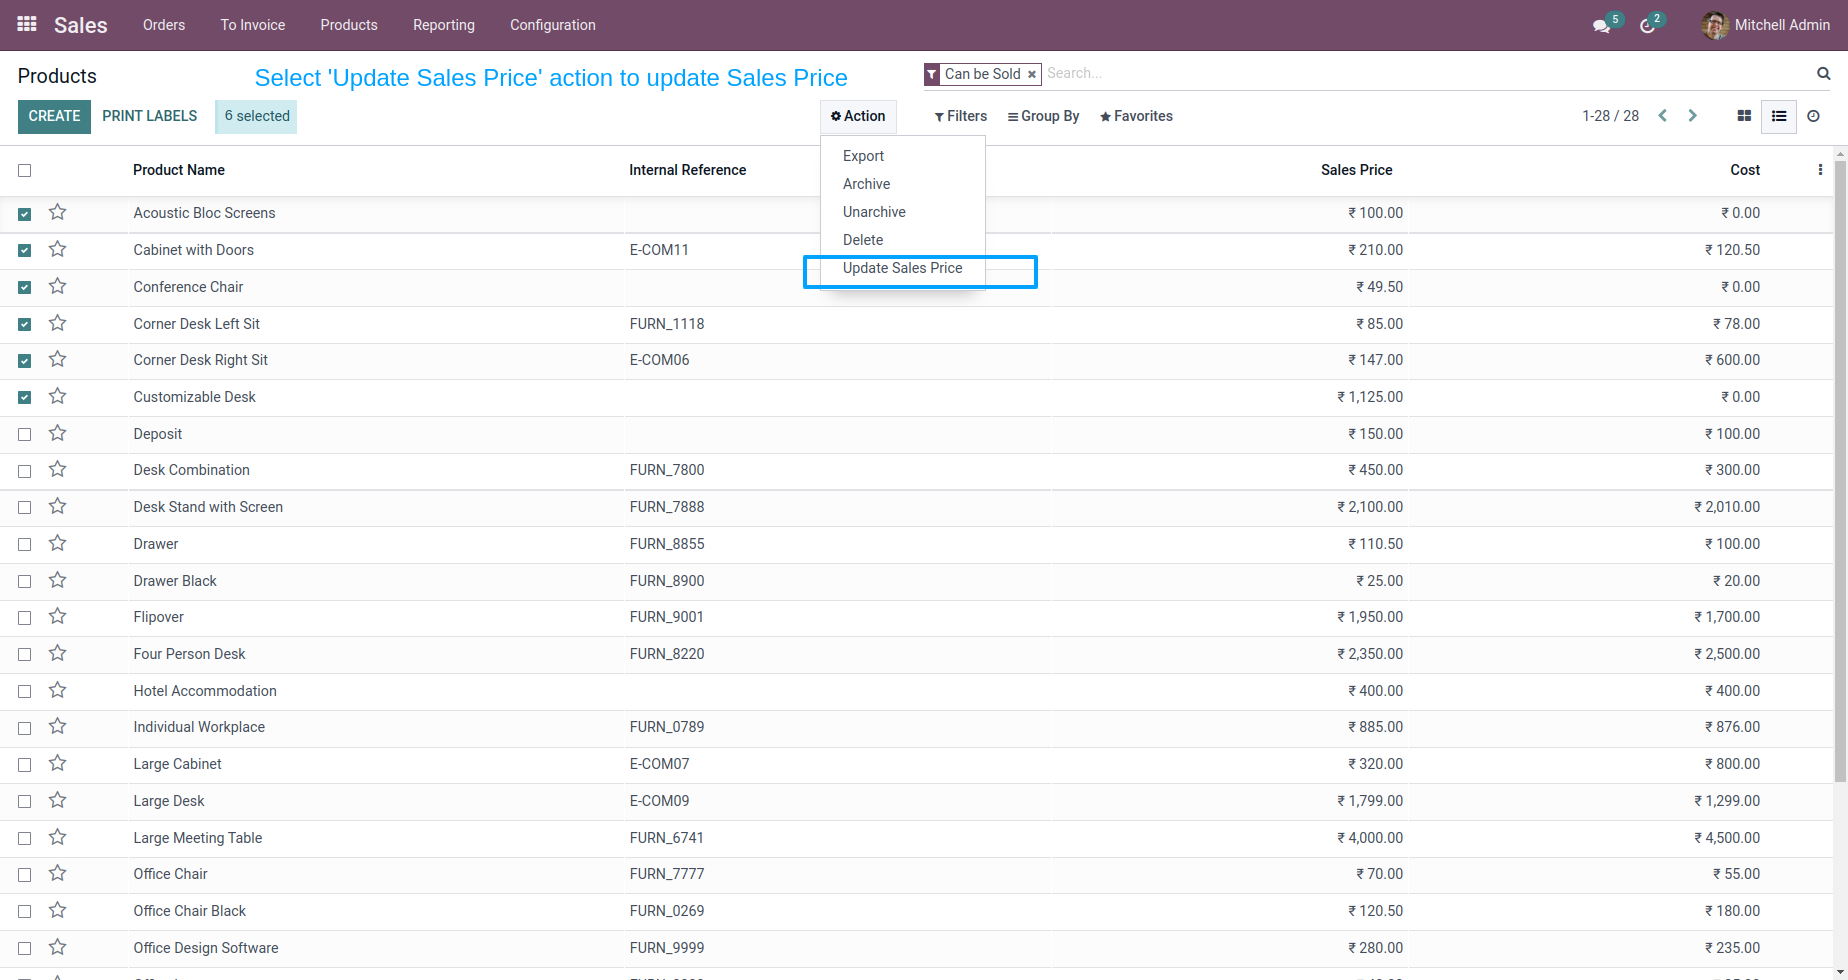 Sales Orders To Invoice Products Reporting Configuration 5 2 Mitchell Admin
Products Select 'Update Sales Price' action to update Sales Price Can be Sold × Search...
CREATE PRINT LABELS 6 selected Action Filters Group By Favorites 1-28 / 28
Export
Archive
Unarchive
Delete
Update Sales Price
Product Name Internal Reference Sales Price Cost
Acoustic Bloc Screens ₹ 100.00 ₹ 0.00
Cabinet with Doors E-COM11 ₹ 210.00 ₹ 120.50
Conference Chair ₹ 49.50 ₹ 0.00
Corner Desk Left Sit FURN_1118 ₹ 85.00 ₹ 78.00
Corner Desk Right Sit E-COM06 ₹ 147.00 ₹ 600.00
Customizable Desk ₹ 1,125.00 ₹ 0.00
Deposit ₹ 150.00 ₹ 100.00
Desk Combination FURN_7800 ₹ 450.00 ₹ 300.00
Desk Stand with Screen FURN_7888 ₹ 2,100.00 ₹ 2,010.00
Drawer FURN_8855 ₹ 110.50 ₹ 100.00
Drawer Black FURN_8900 ₹ 25.00 ₹ 20.00
Flipover FURN_9001 ₹ 1,950.00 ₹ 1,700.00
Four Person Desk FURN_8220 ₹ 2,350.00 ₹ 2,500.00
Hotel Accommodation ₹ 400.00 ₹ 400.00
Individual Workplace FURN_0789 ₹ 885.00 ₹ 876.00
Large Cabinet E-COM07 ₹ 320.00 ₹ 800.00
Large Desk E-COM09 ₹ 1,799.00 ₹ 1,299.00
Large Meeting Table FURN_6741 ₹ 4,000.00 ₹ 4,500.00
Office Chair FURN_7777 ₹ 70.00 ₹ 55.00
Office Chair Black FURN_0269 ₹ 120.50 ₹ 180.00
Office Design Software FURN_9999 ₹ 280.00 ₹ 235.00